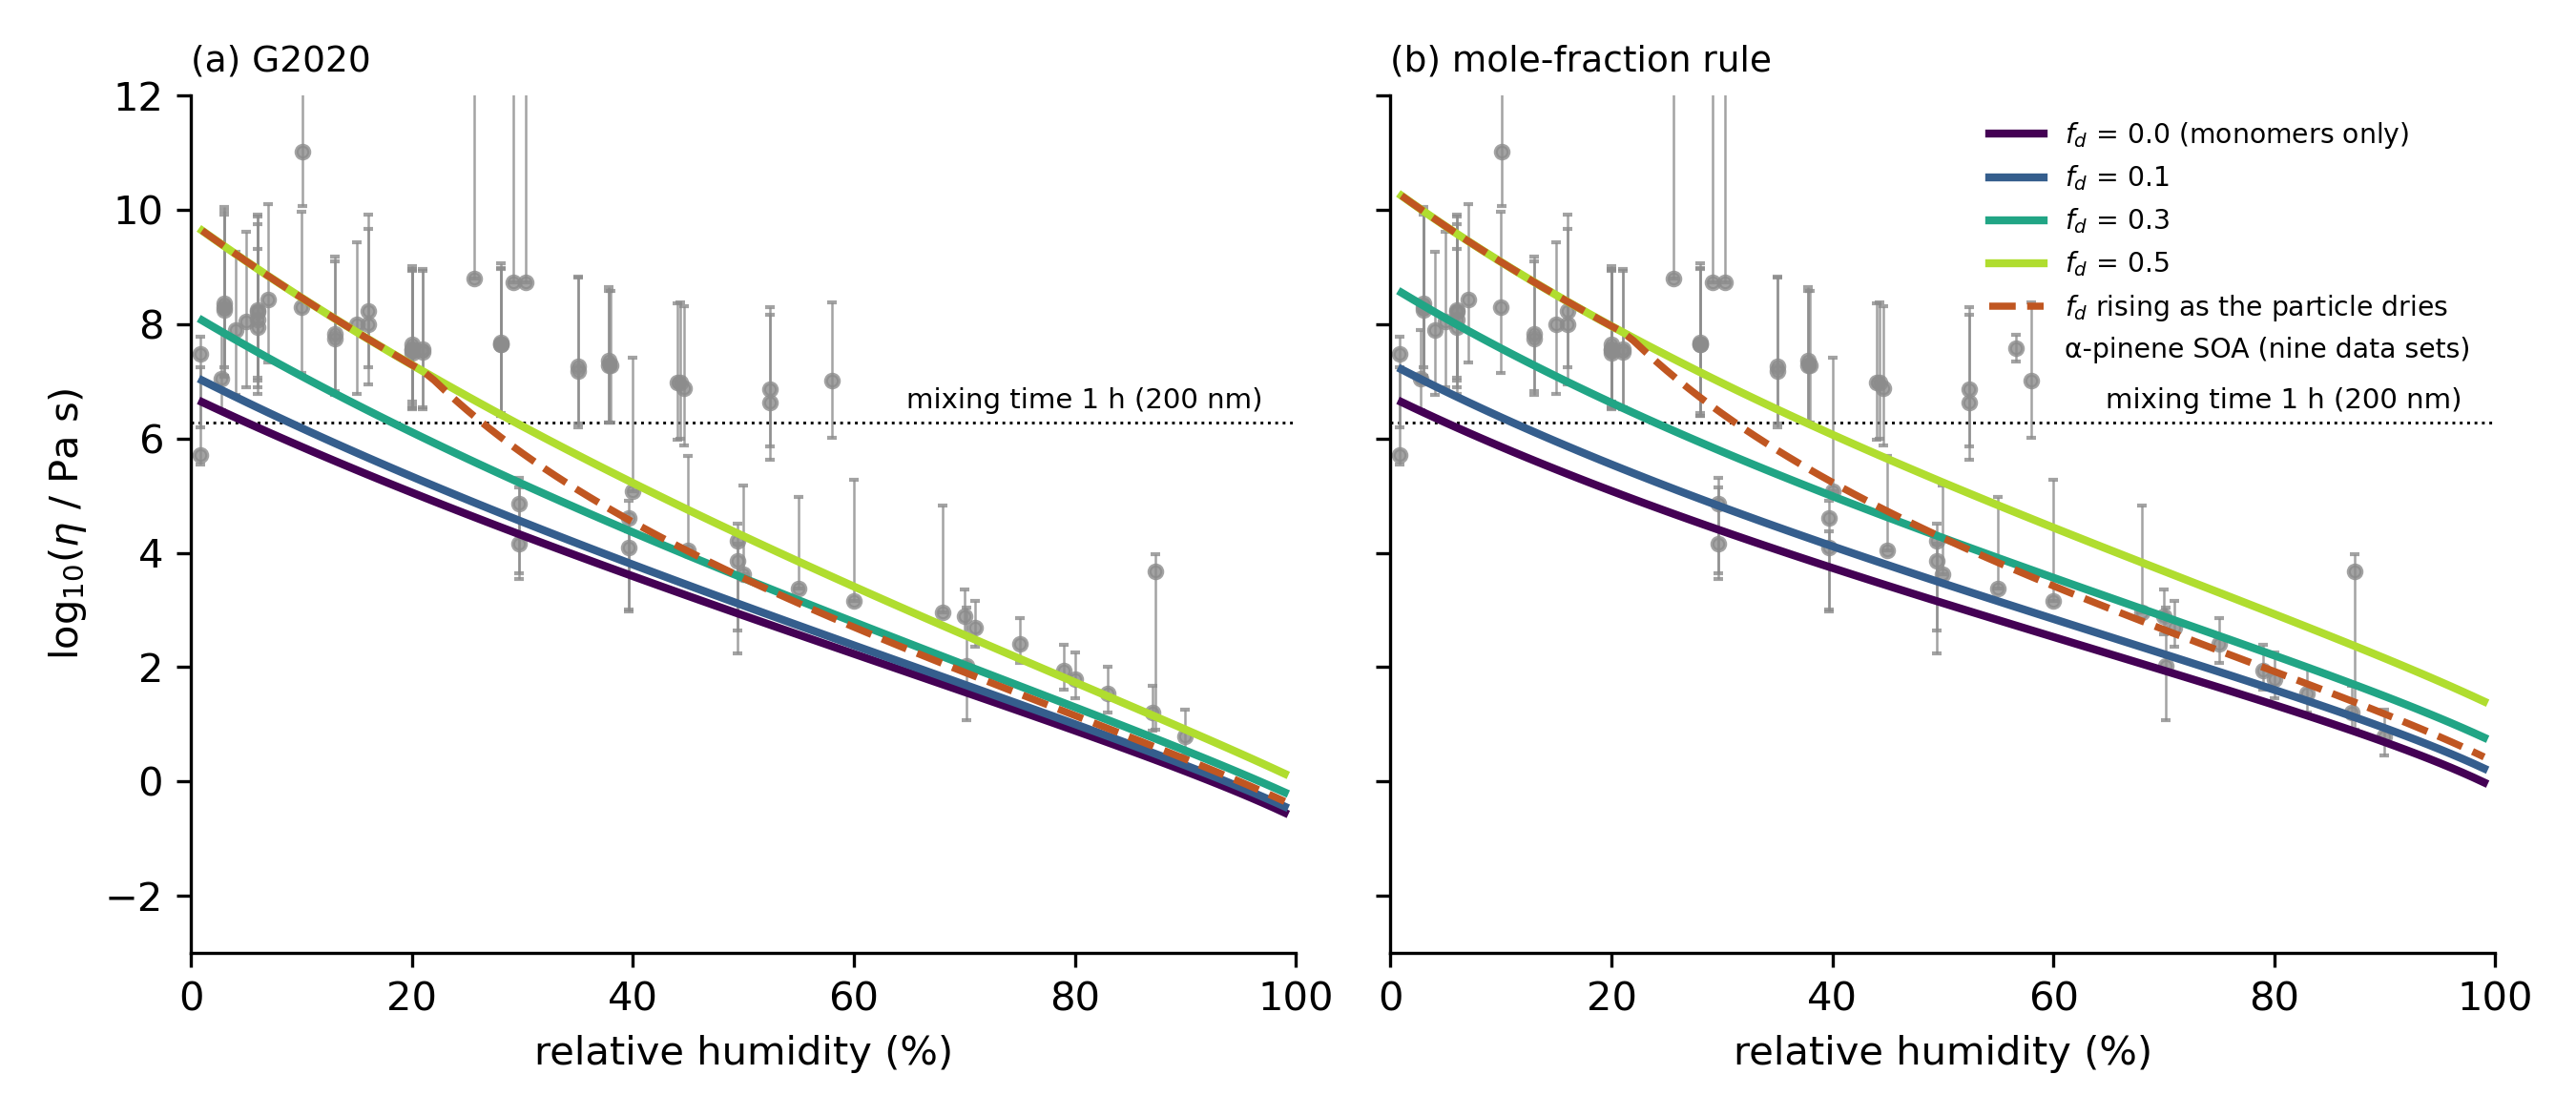 (a) G2020
(b) mole-fraction rule
log10(η / Pa s)
12
10
8
6
4
2
0
−2
mixing time 1 h (200 nm)
0 20 40 60 80 100
relative humidity (%)
fd = 0.0 (monomers only)
fd = 0.1
fd = 0.3
fd = 0.5
fd rising as the particle dries
α-pinene SOA (nine data sets)
mixing time 1 h (200 nm)
0 20 40 60 80 100
relative humidity (%)